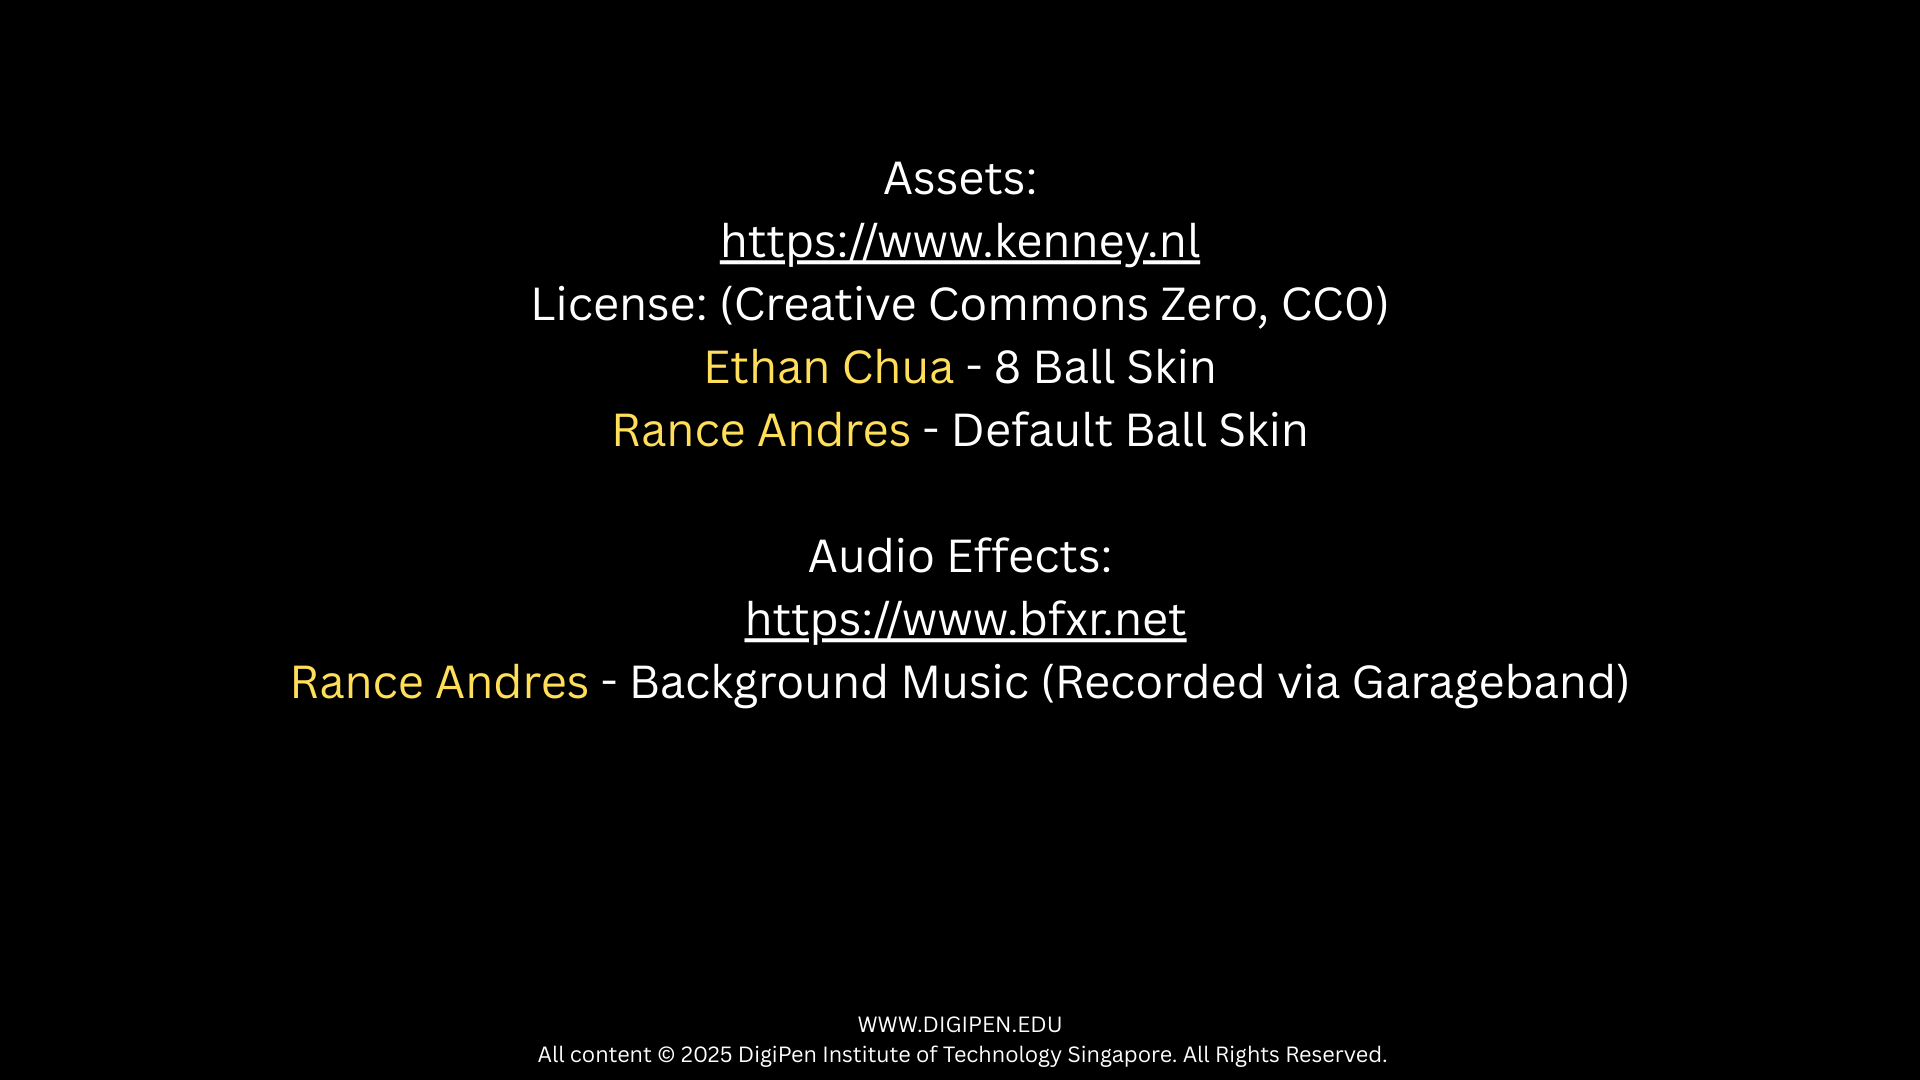 Assets:
https://www.kenney.nl
License: (Creative Commons Zero, CC0)
Ethan Chua - 8 Ball Skin
Rance Andres - Default Ball Skin
Audio Effects:
https://www.bfxr.net
Rance Andres - Background Music (Recorded via Garageband)
WWW.DIGIPEN.EDU
All content © 2025 DigiPen Institute of Technology Singapore. All Rights Reserved.